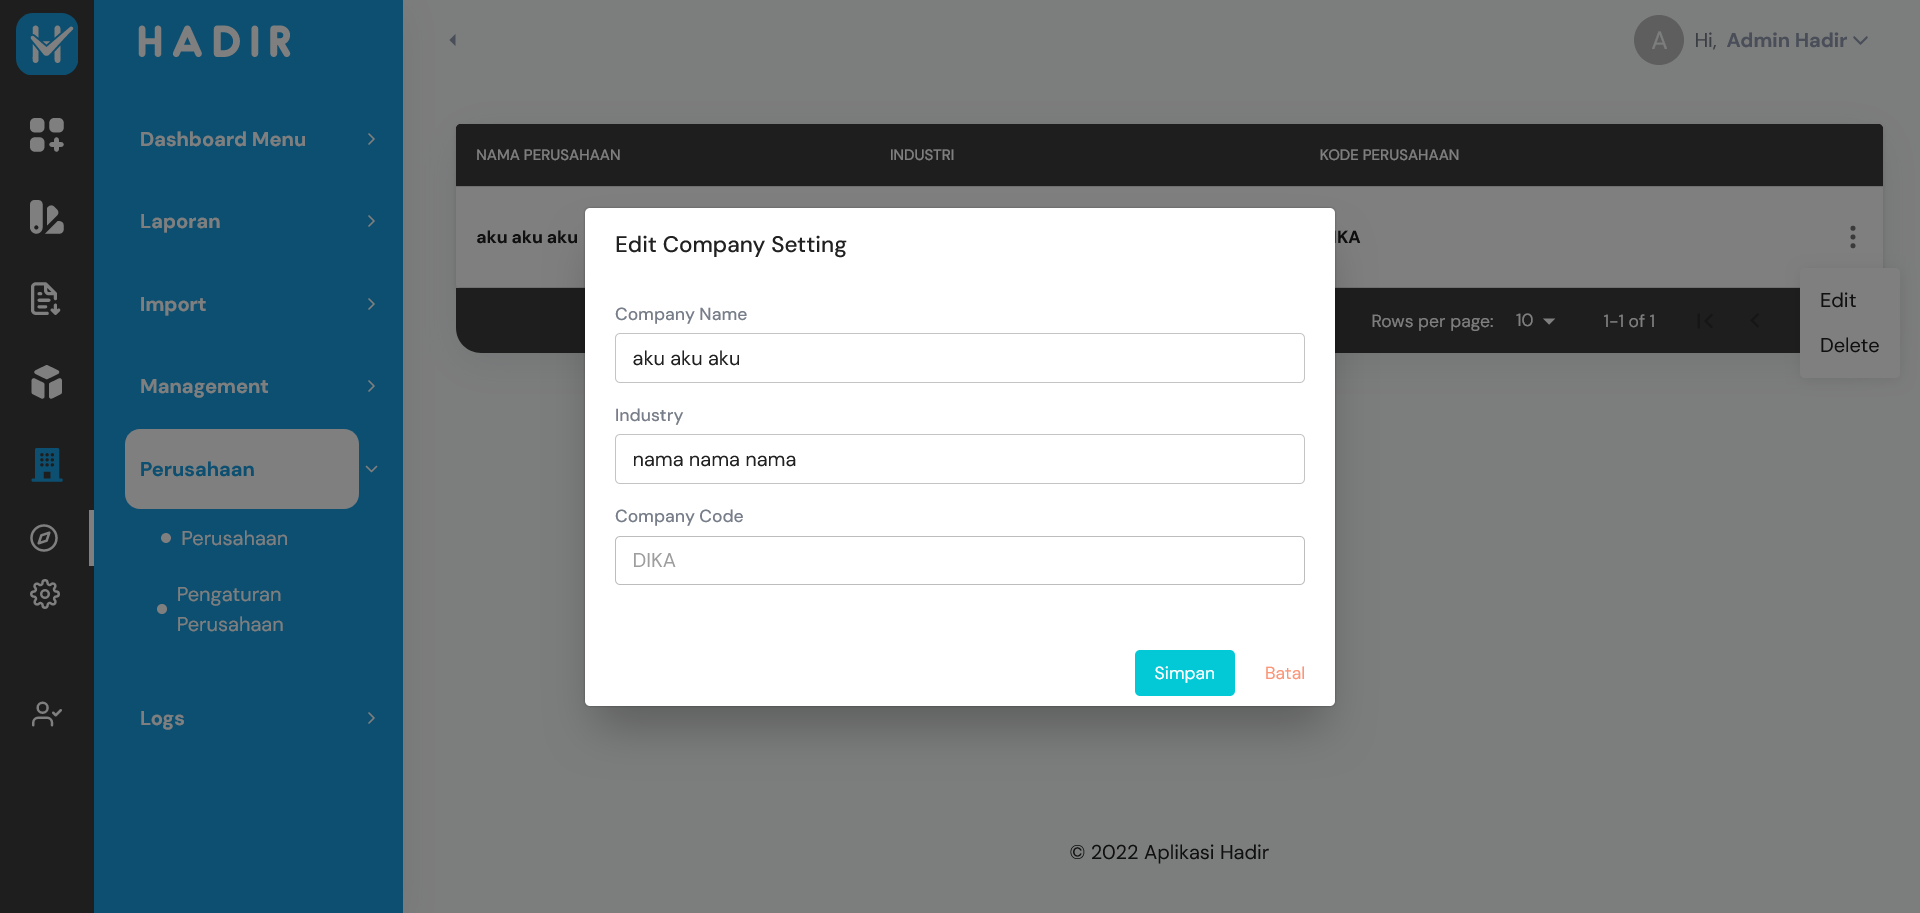 HADIR
Hi, Admin Hadir
A
Dashboard Menu
Laporan
Import
Management
Perusahaan
Perusahaan
Pengaturan
Perusahaan
Logs
NAMA PERUSAHAAN INDUSTRI KODE PERUSAHAAN
aku aku aku IKA
Rows per page: 10 1-1 of 1
Edit
Delete
Edit Company Setting
Company Name
aku aku aku
Industry
nama nama nama
Company Code
DIKA
Simpan Batal
© 2022 Aplikasi Hadir